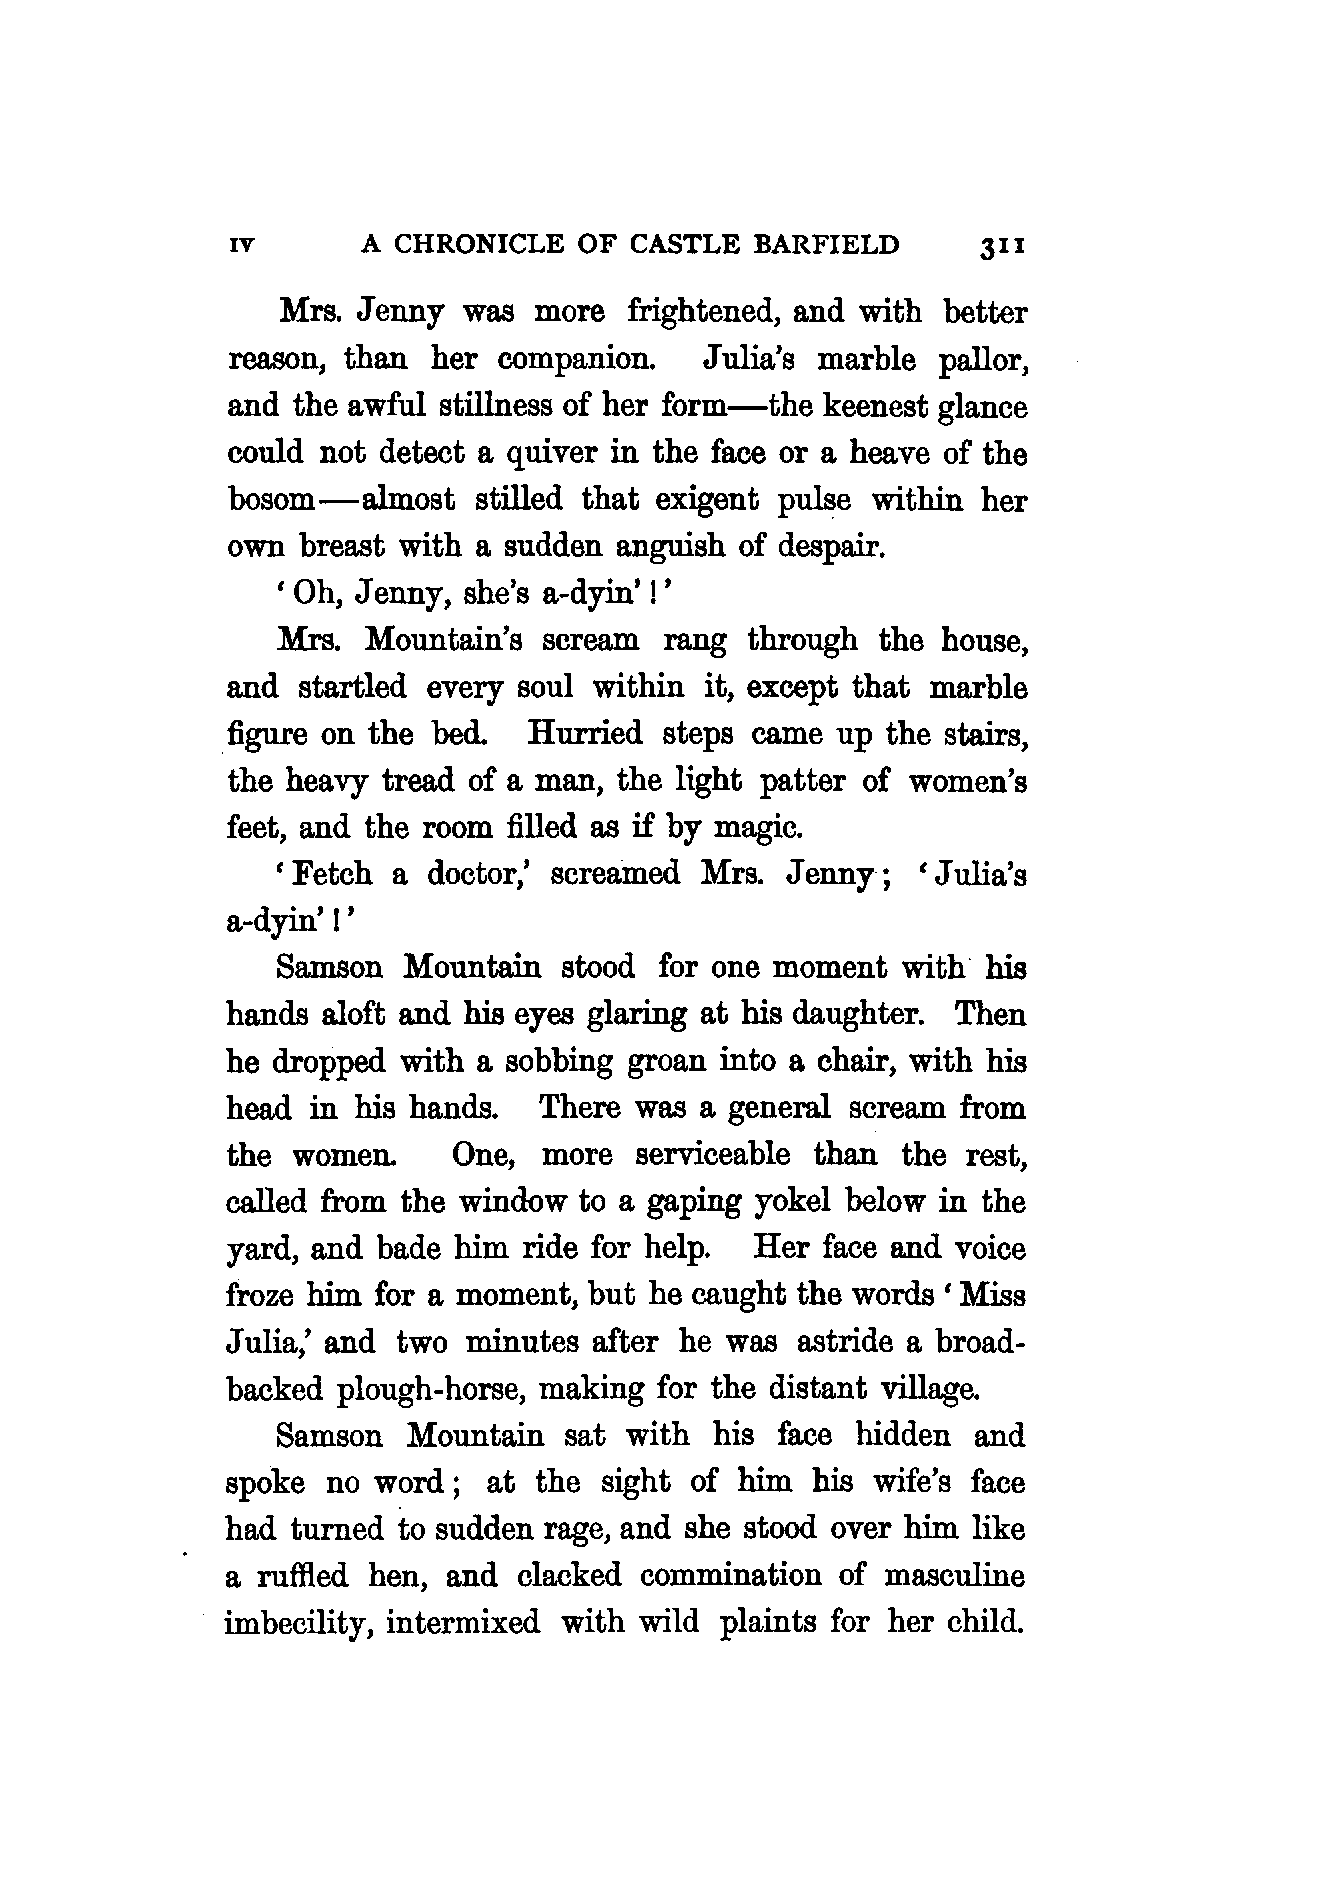 IV A CHRONICLE OF CASTLE BARFIELD 311
Mrs. Jenny was more frightened, and with better
reason, than her companion. Julia's marble pallor,
and the awful stillness of her form—the keenest glance
could not detect a quiver in the face or a heave of the
bosom—almost stilled that exigent pulse within her
own breast with a sudden anguish of despair.
‘Oh, Jenny, she's a-dyin'!’
Mrs. Mountain's scream rang through the house,
and startled every soul within it, except that marble
figure on the bed. Hurried steps came up the stairs,
the heavy tread of a man, the light patter of women's
feet, and the room filled as if by magic.
‘Fetch a doctor,’ screamed Mrs. Jenny; ‘Julia's
a-dyin'!’
Samson Mountain stood for one moment with his
hands aloft and his eyes glaring at his daughter. Then
he dropped with a sobbing groan into a chair, with his
head in his hands. There was a general scream from
the women. One, more serviceable than the rest,
called from the window to a gaping yokel below in the
yard, and bade him ride for help. Her face and voice
froze him for a moment, but he caught the words ‘Miss
Julia,’ and two minutes after he was astride a broad-
backed plough-horse, making for the distant village.
Samson Mountain sat with his face hidden and
spoke no word; at the sight of him his wife's face
had turned to sudden rage, and she stood over him like
a ruffled hen, and clacked commination of masculine
imbecility, intermixed with wild plaints for her child.